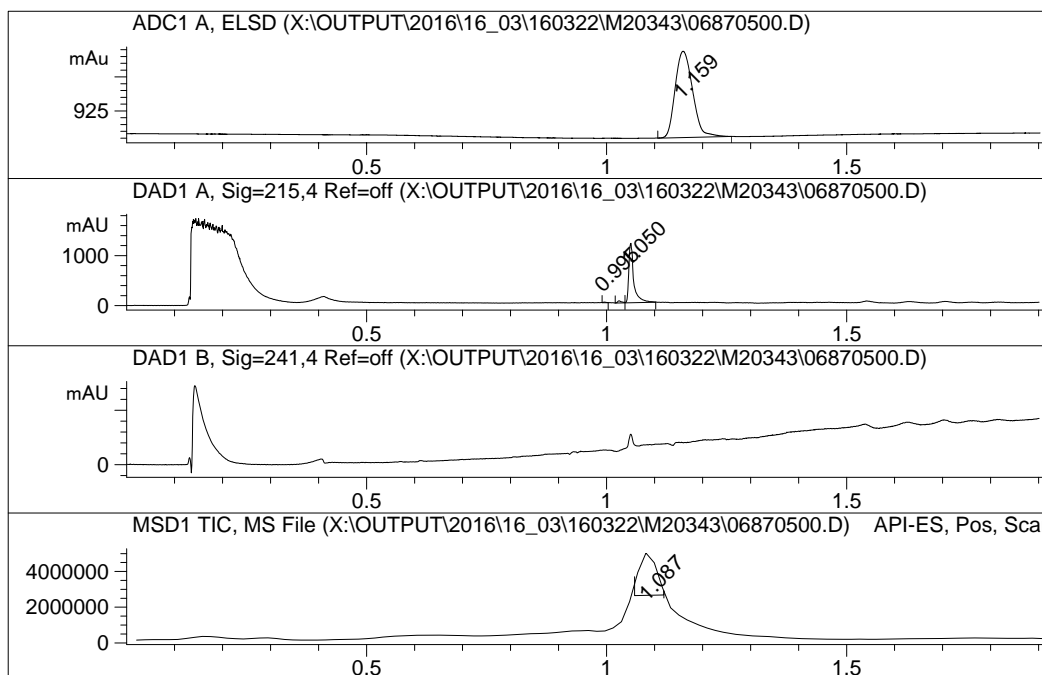 ADC1 A, ELSD (X:\OUTPUT\2016\16_03\160322\M20343\06870500.D)
mAu
925
1.159
0.5 1 1.5
DAD1 A, Sig=215,4 Ref=off (X:\OUTPUT\2016\16_03\160322\M20343\06870500.D)
mAU
1000
0
0.995
1.050
0.5 1 1.5
DAD1 B, Sig=241,4 Ref=off (X:\OUTPUT\2016\16_03\160322\M20343\06870500.D)
mAU
0
0.5 1 1.5
MSD1 TIC, MS File (X:\OUTPUT\2016\16_03\160322\M20343\06870500.D) API-ES, Pos, Sca
4000000
2000000
0
1.087
0.5 1 1.5